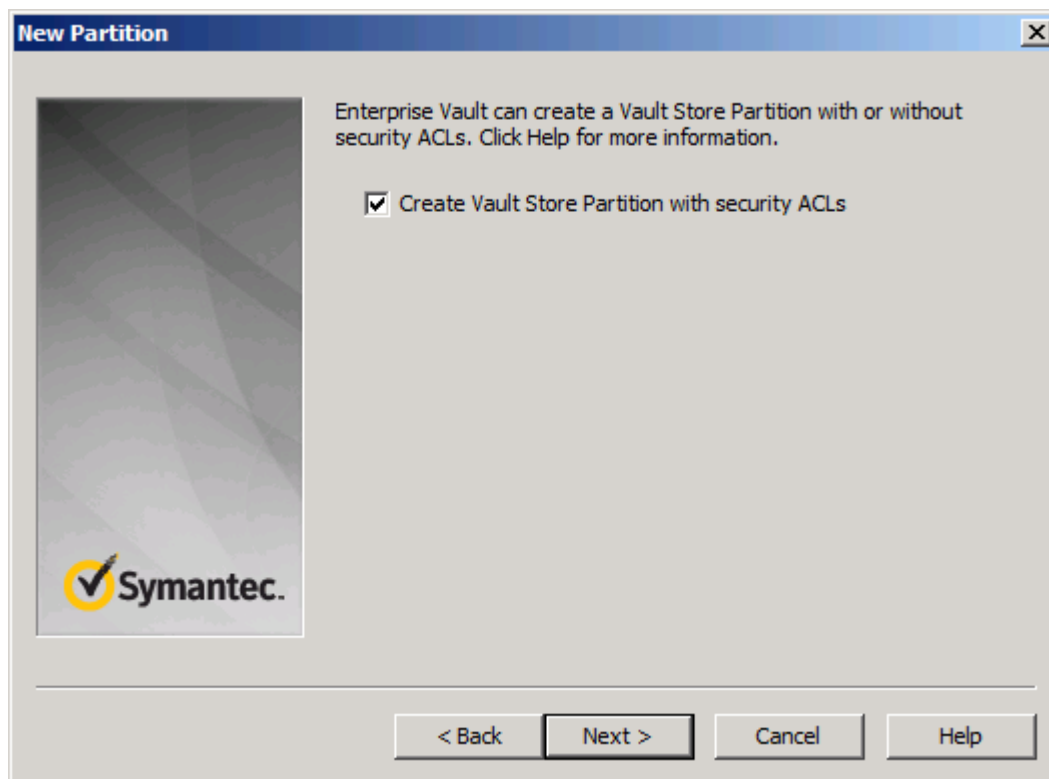 New Partition
Enterprise Vault can create a Vault Store Partition with or without
security ACLs. Click Help for more information.
Create Vault Store Partition with security ACLs
Symantec.
< Back
Next >
Cancel
Help